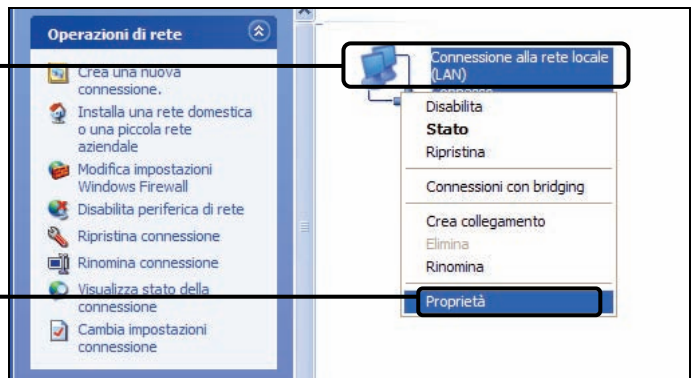 Operazioni di rete
Crea una nuova
connessione.
Installa una rete domestica
o una piccola rete
aziendale
Modifica impostazioni
Windows Firewall
Disabilita periferica di rete
Ripristina connessione
Rinomina connessione
Visualizza stato della
connessione
Cambia impostazioni
connessione
Connessione alla rete locale
(LAN)
Disabilita
Stato
Ripristina
Connessioni con bridging
Crea collegamento
Elimina
Rinomina
Proprietà